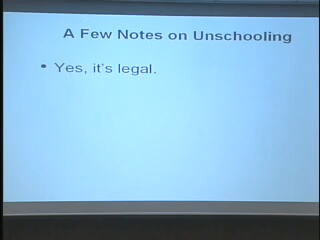 A Few Notes on Unschooling
• Yes, it's legal.